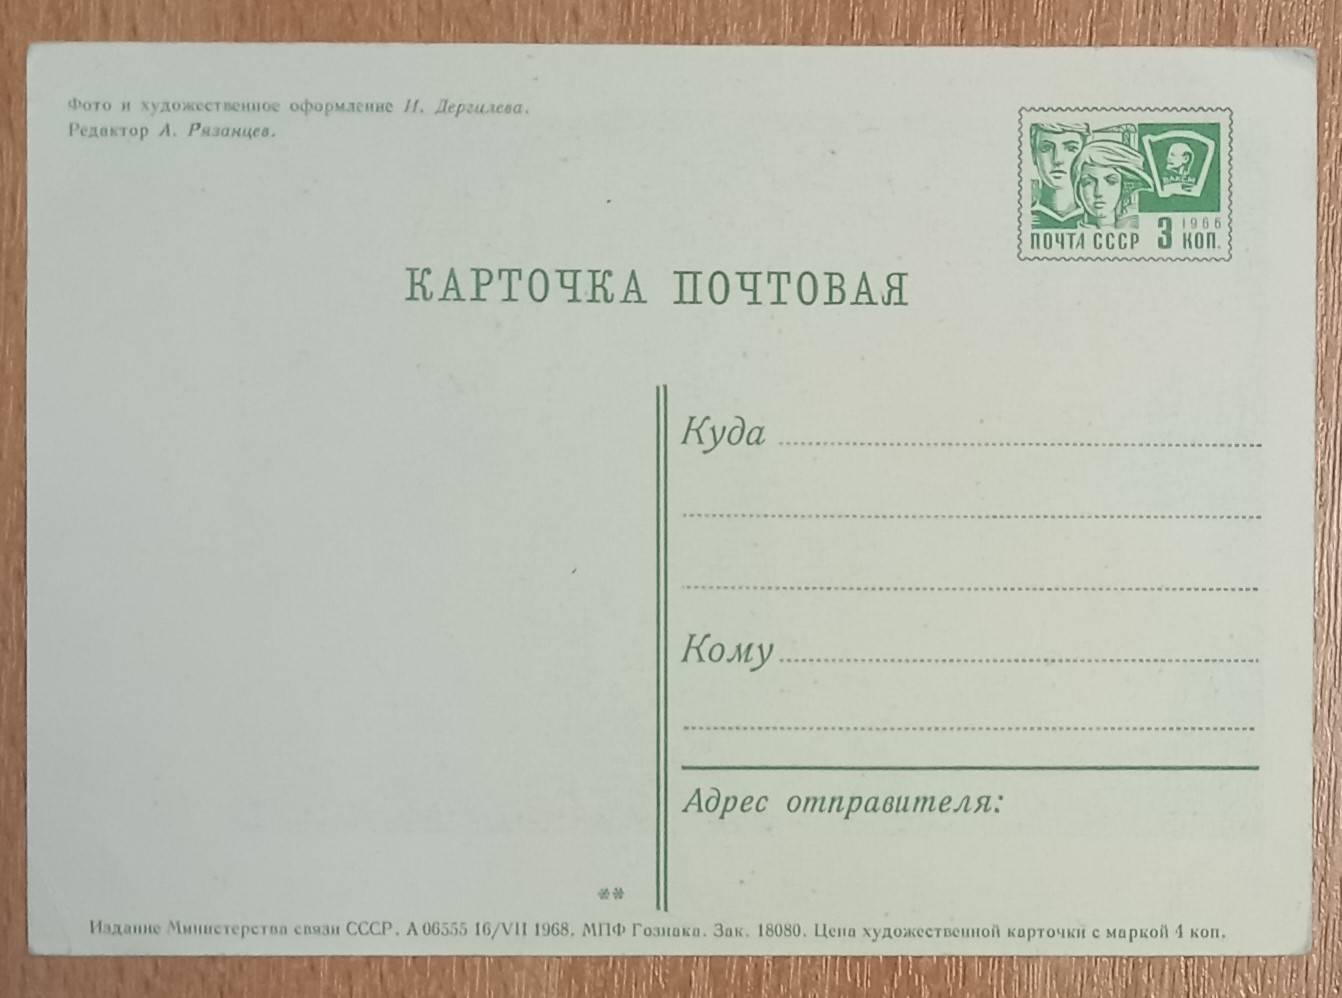 Фото и художественное оформление И. Дергилева.
Редактор А. Рязанцев.
ВЛКСМ
1966
ПОЧТА СССР 3 КОП.
КАРТОЧКА ПОЧТОВАЯ
Куда
Кому
Адрес отправителя:
**
Издание Министерства связи СССР. А 06555 16/VII 1968. МПФ Гознака. Зак. 18080. Цена художественной карточки с маркой 4 коп.